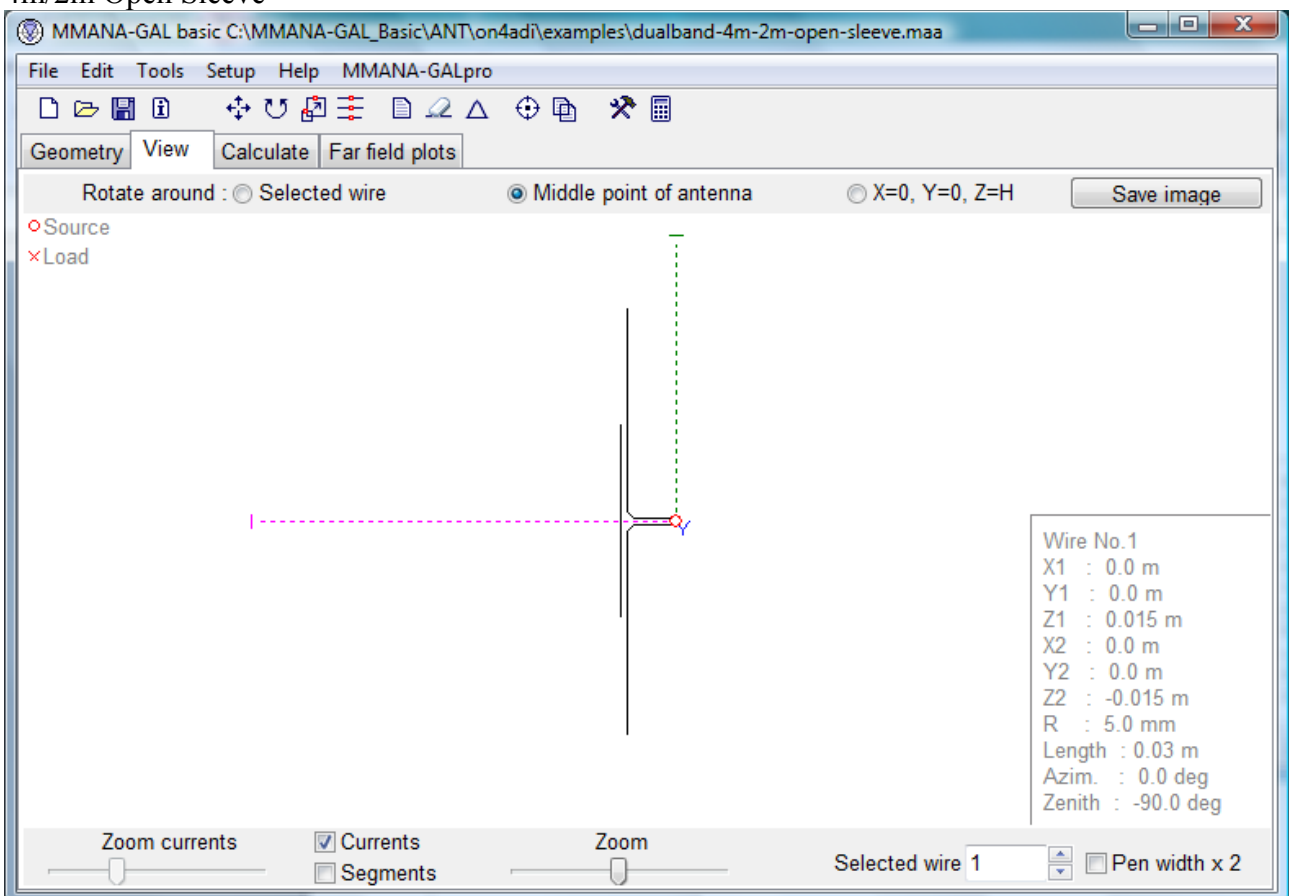 4m/2m Open Sleeve
MMANA-GAL basic C:\MMANA-GAL_Basic\ANT\on4adi\examples\dualband-4m-2m-open-sleeve.maa
File Edit Tools Setup Help MMANA-GALpro
Geometry View Calculate Far field plots
Rotate around : Selected wire Middle point of antenna X=0, Y=0, Z=H Save image
Source
Load
Y
Wire No.1
X1 : 0.0 m
Y1 : 0.0 m
Z1 : 0.015 m
X2 : 0.0 m
Y2 : 0.0 m
Z2 : -0.015 m
R : 5.0 mm
Length : 0.03 m
Azim. : 0.0 deg
Zenith : -90.0 deg
Zoom currents Currents Zoom
Segments Selected wire 1 Pen width x 2